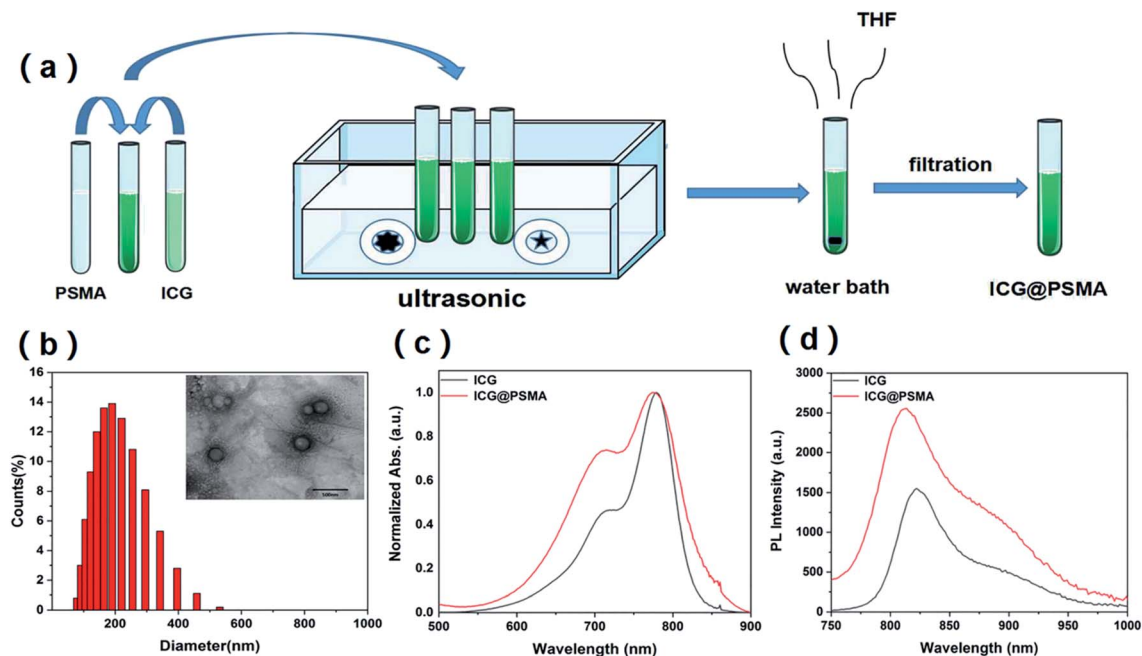 THF
( a )
filtration
PSMA
ICG
ultrasonic
water bath
ICG@PSMA
( b )
16
14
12
10
8
6
4
2
0
Counts(%)
200
400
600
800
1000
Diameter(nm)
( c )
ICG
ICG@PSMA
1.0
0.8
0.6
0.4
0.2
0.0
Normalized Abs. (a.u.)
500
600
700
800
900
Wavelength (nm)
( d )
ICG
ICG@PSMA
3000
2500
2000
1500
1000
500
0
PL Intensity (a.u.)
750
800
850
900
950
1000
Wavelength (nm)